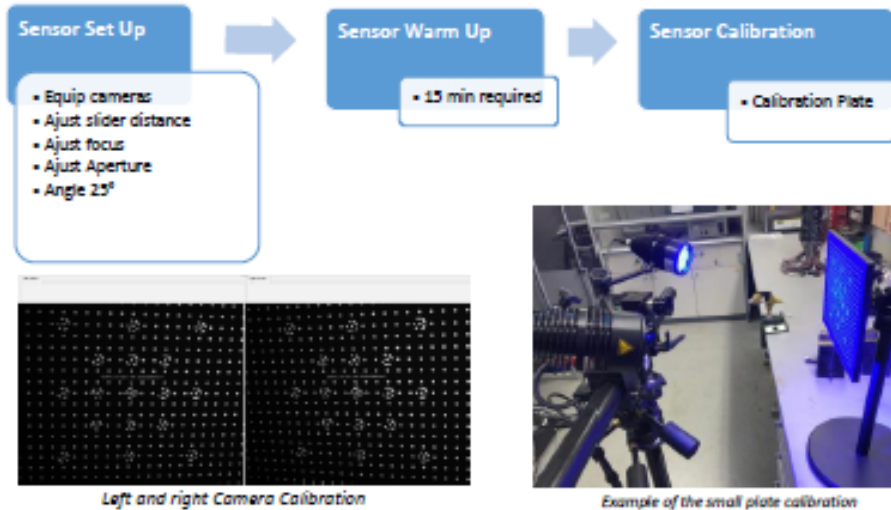 Sensor Set Up
Sensor Warm Up
Sensor Calibration
▪ Equip cameras
▪ Ajust slider distance
▪ Ajust focus
▪ Ajust Aperture
▪ Angle 25°
▪ 15 min required
▪ Calibration Plate
Left and right Camera Calibration
Example of the small plate calibration